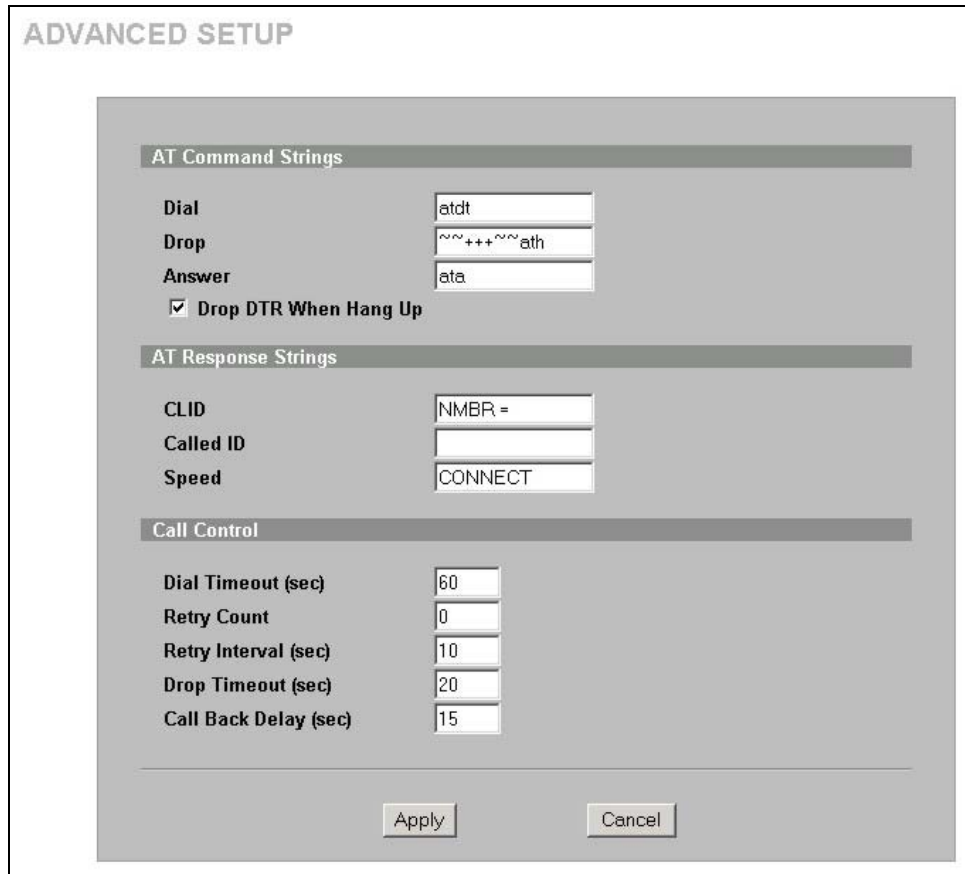 ADVANCED SETUP
AT Command Strings
Dial atdt
Drop ~~+++~~ath
Answer ata
Drop DTR When Hang Up
AT Response Strings
CLID NMBR =
Called ID
Speed CONNECT
Call Control
Dial Timeout (sec) 60
Retry Count 0
Retry Interval (sec) 10
Drop Timeout (sec) 20
Call Back Delay (sec) 15
Apply Cancel